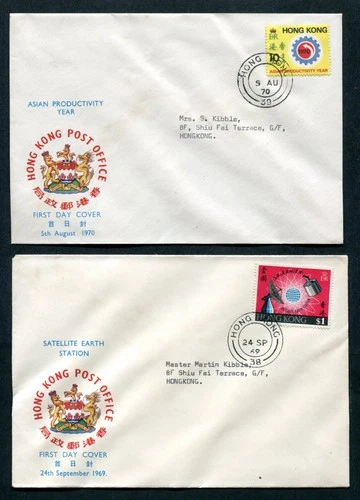 HONG KONG
10
ASIAN PRODUCTIVITY YEAR
HONG KONG
5 AU
70
39
ASIAN PRODUCTIVITY
YEAR
Mrs. S. Kibble,
8F, Shiu Fai Terrace, G/F,
HONGKONG.
HONG KONG POST OFFICE
香港郵政局
FIRST DAY COVER
首日封
5th August 1970
HONG KONG
$1
HONG KONG
24 SP
69
38
SATELLITE EARTH
STATION
Master Martin Kibble,
8F Shiu Fai Terrace, G/F,
HONGKONG.
HONG KONG POST OFFICE
香港郵政局
FIRST DAY COVER
首日封
24th September 1969.